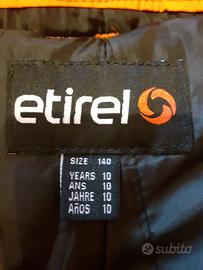 etirel
SIZE 140
YEARS 10
ANS 10
JAHRE 10
AÑOS 10
subito